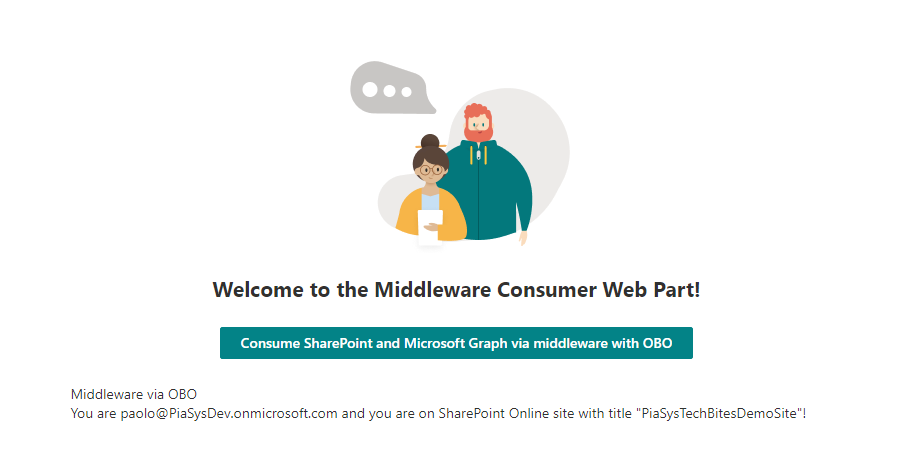 Welcome to the Middleware Consumer Web Part!
Consume SharePoint and Microsoft Graph via middleware with OBO
Middleware via OBO
You are paolo@PiaSysDev.onmicrosoft.com and you are on SharePoint Online site with title "PiaSysTechBitesDemoSite"!